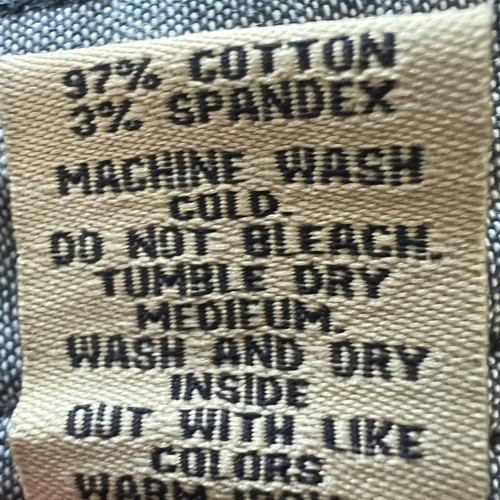 97% COTTON
3% SPANDEX
MACHINE WASH
COLD.
DO NOT BLEACH.
TUMBLE DRY
MEDIEUM.
WASH AND DRY
INSIDE
OUT WITH LIKE
COLORS
WARM